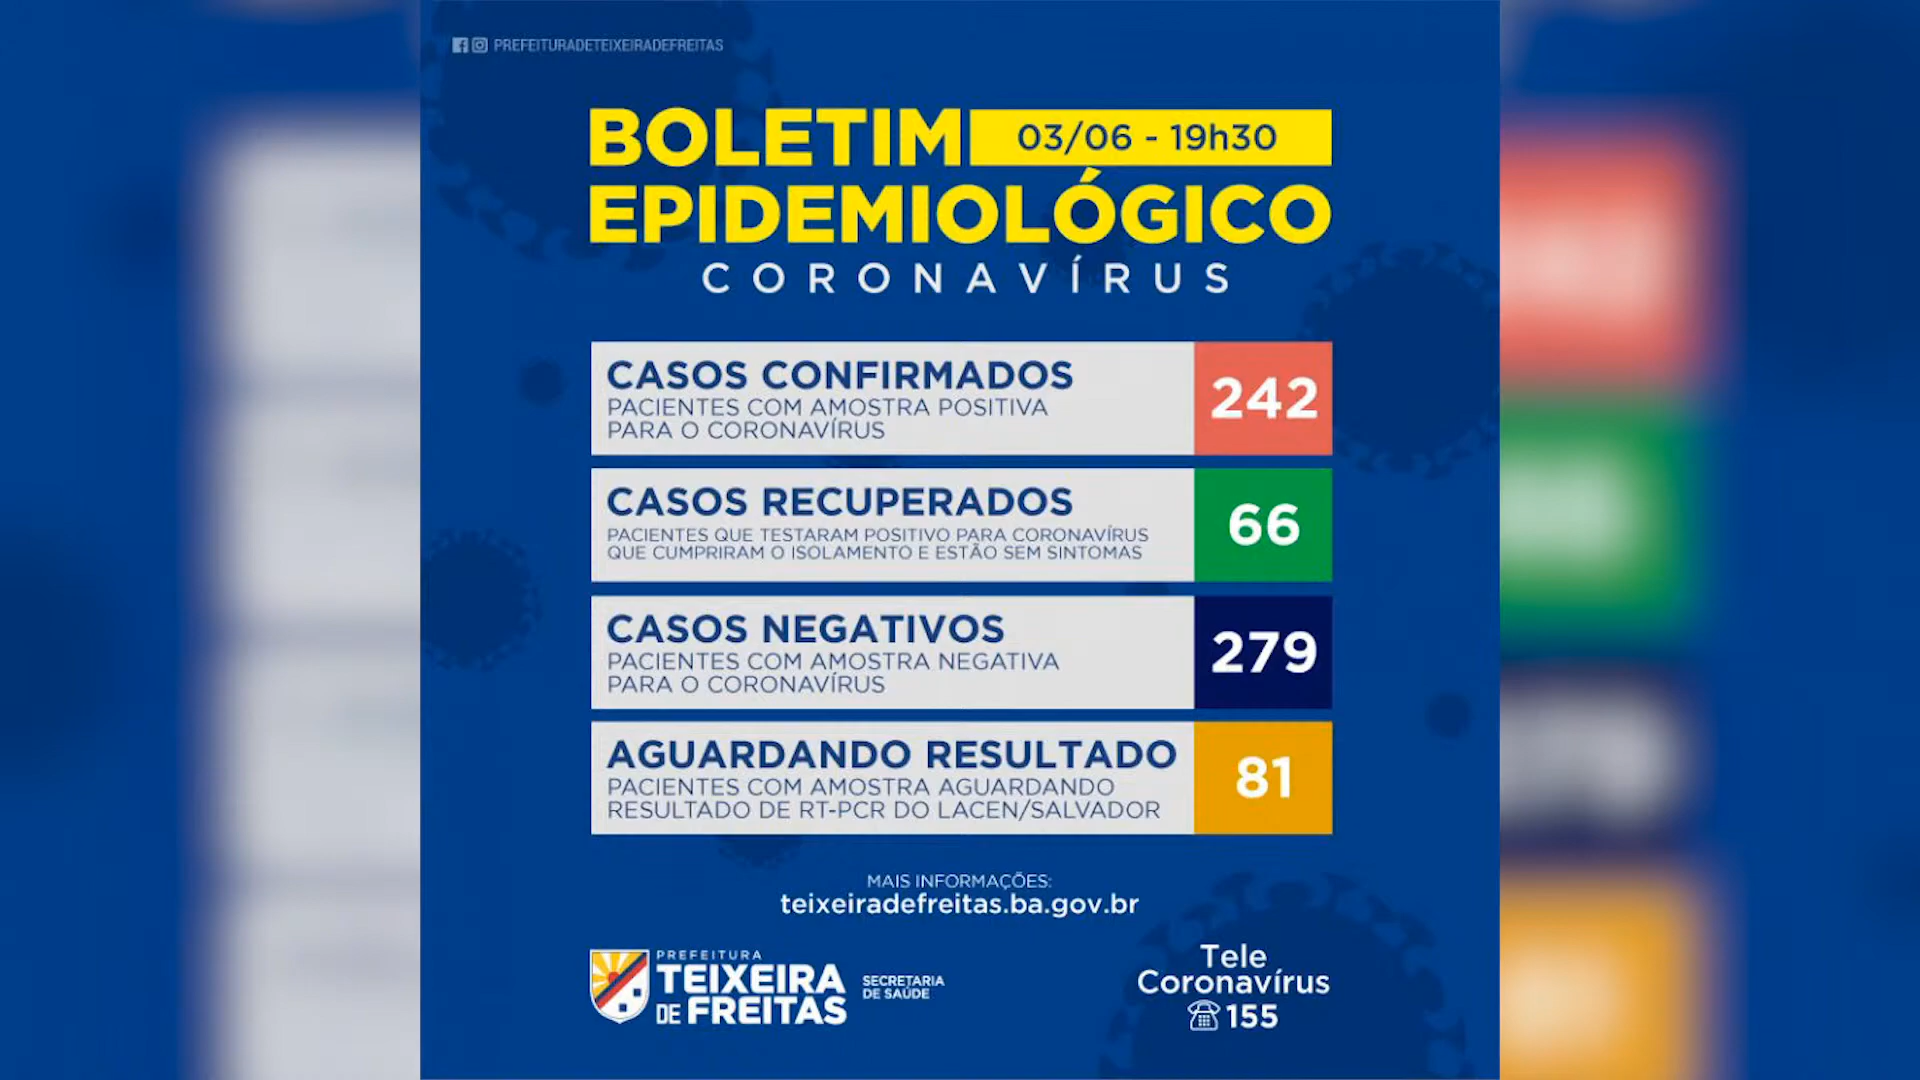 PREFEITURADETEIXEIRADEFREITAS
BOLETIM 03/06 - 19h30
EPIDEMIOLÓGICO
CORONAVÍRUS
CASOS CONFIRMADOS
PACIENTES COM AMOSTRA POSITIVA
PARA O CORONAVÍRUS
242
CASOS RECUPERADOS
PACIENTES QUE TESTARAM POSITIVO PARA CORONAVÍRUS
QUE CUMPRIRAM O ISOLAMENTO E ESTÃO SEM SINTOMAS
66
CASOS NEGATIVOS
PACIENTES COM AMOSTRA NEGATIVA
PARA O CORONAVÍRUS
279
AGUARDANDO RESULTADO
PACIENTES COM AMOSTRA AGUARDANDO
RESULTADO DE RT-PCR DO LACEN/SALVADOR
81
MAIS INFORMAÇÕES:
teixeiradefreitas.ba.gov.br
PREFEITURA
TEIXEIRA
DE FREITAS
SECRETARIA
DE SAÚDE
Tele
Coronavírus
155